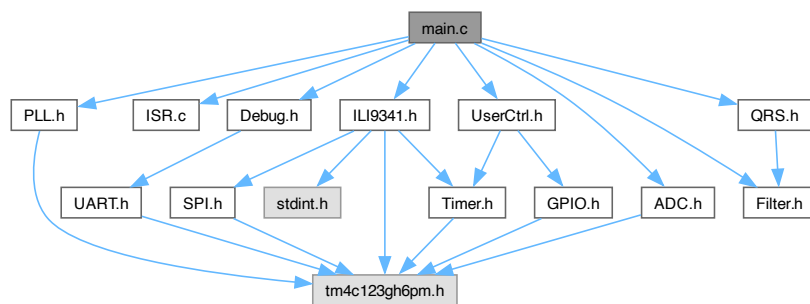 main.c
PLL.h
ISR.c
Debug.h
ILI9341.h
UserCtrl.h
QRS.h
UART.h
SPI.h
stdint.h
Timer.h
GPIO.h
ADC.h
Filter.h
tm4c123gh6pm.h